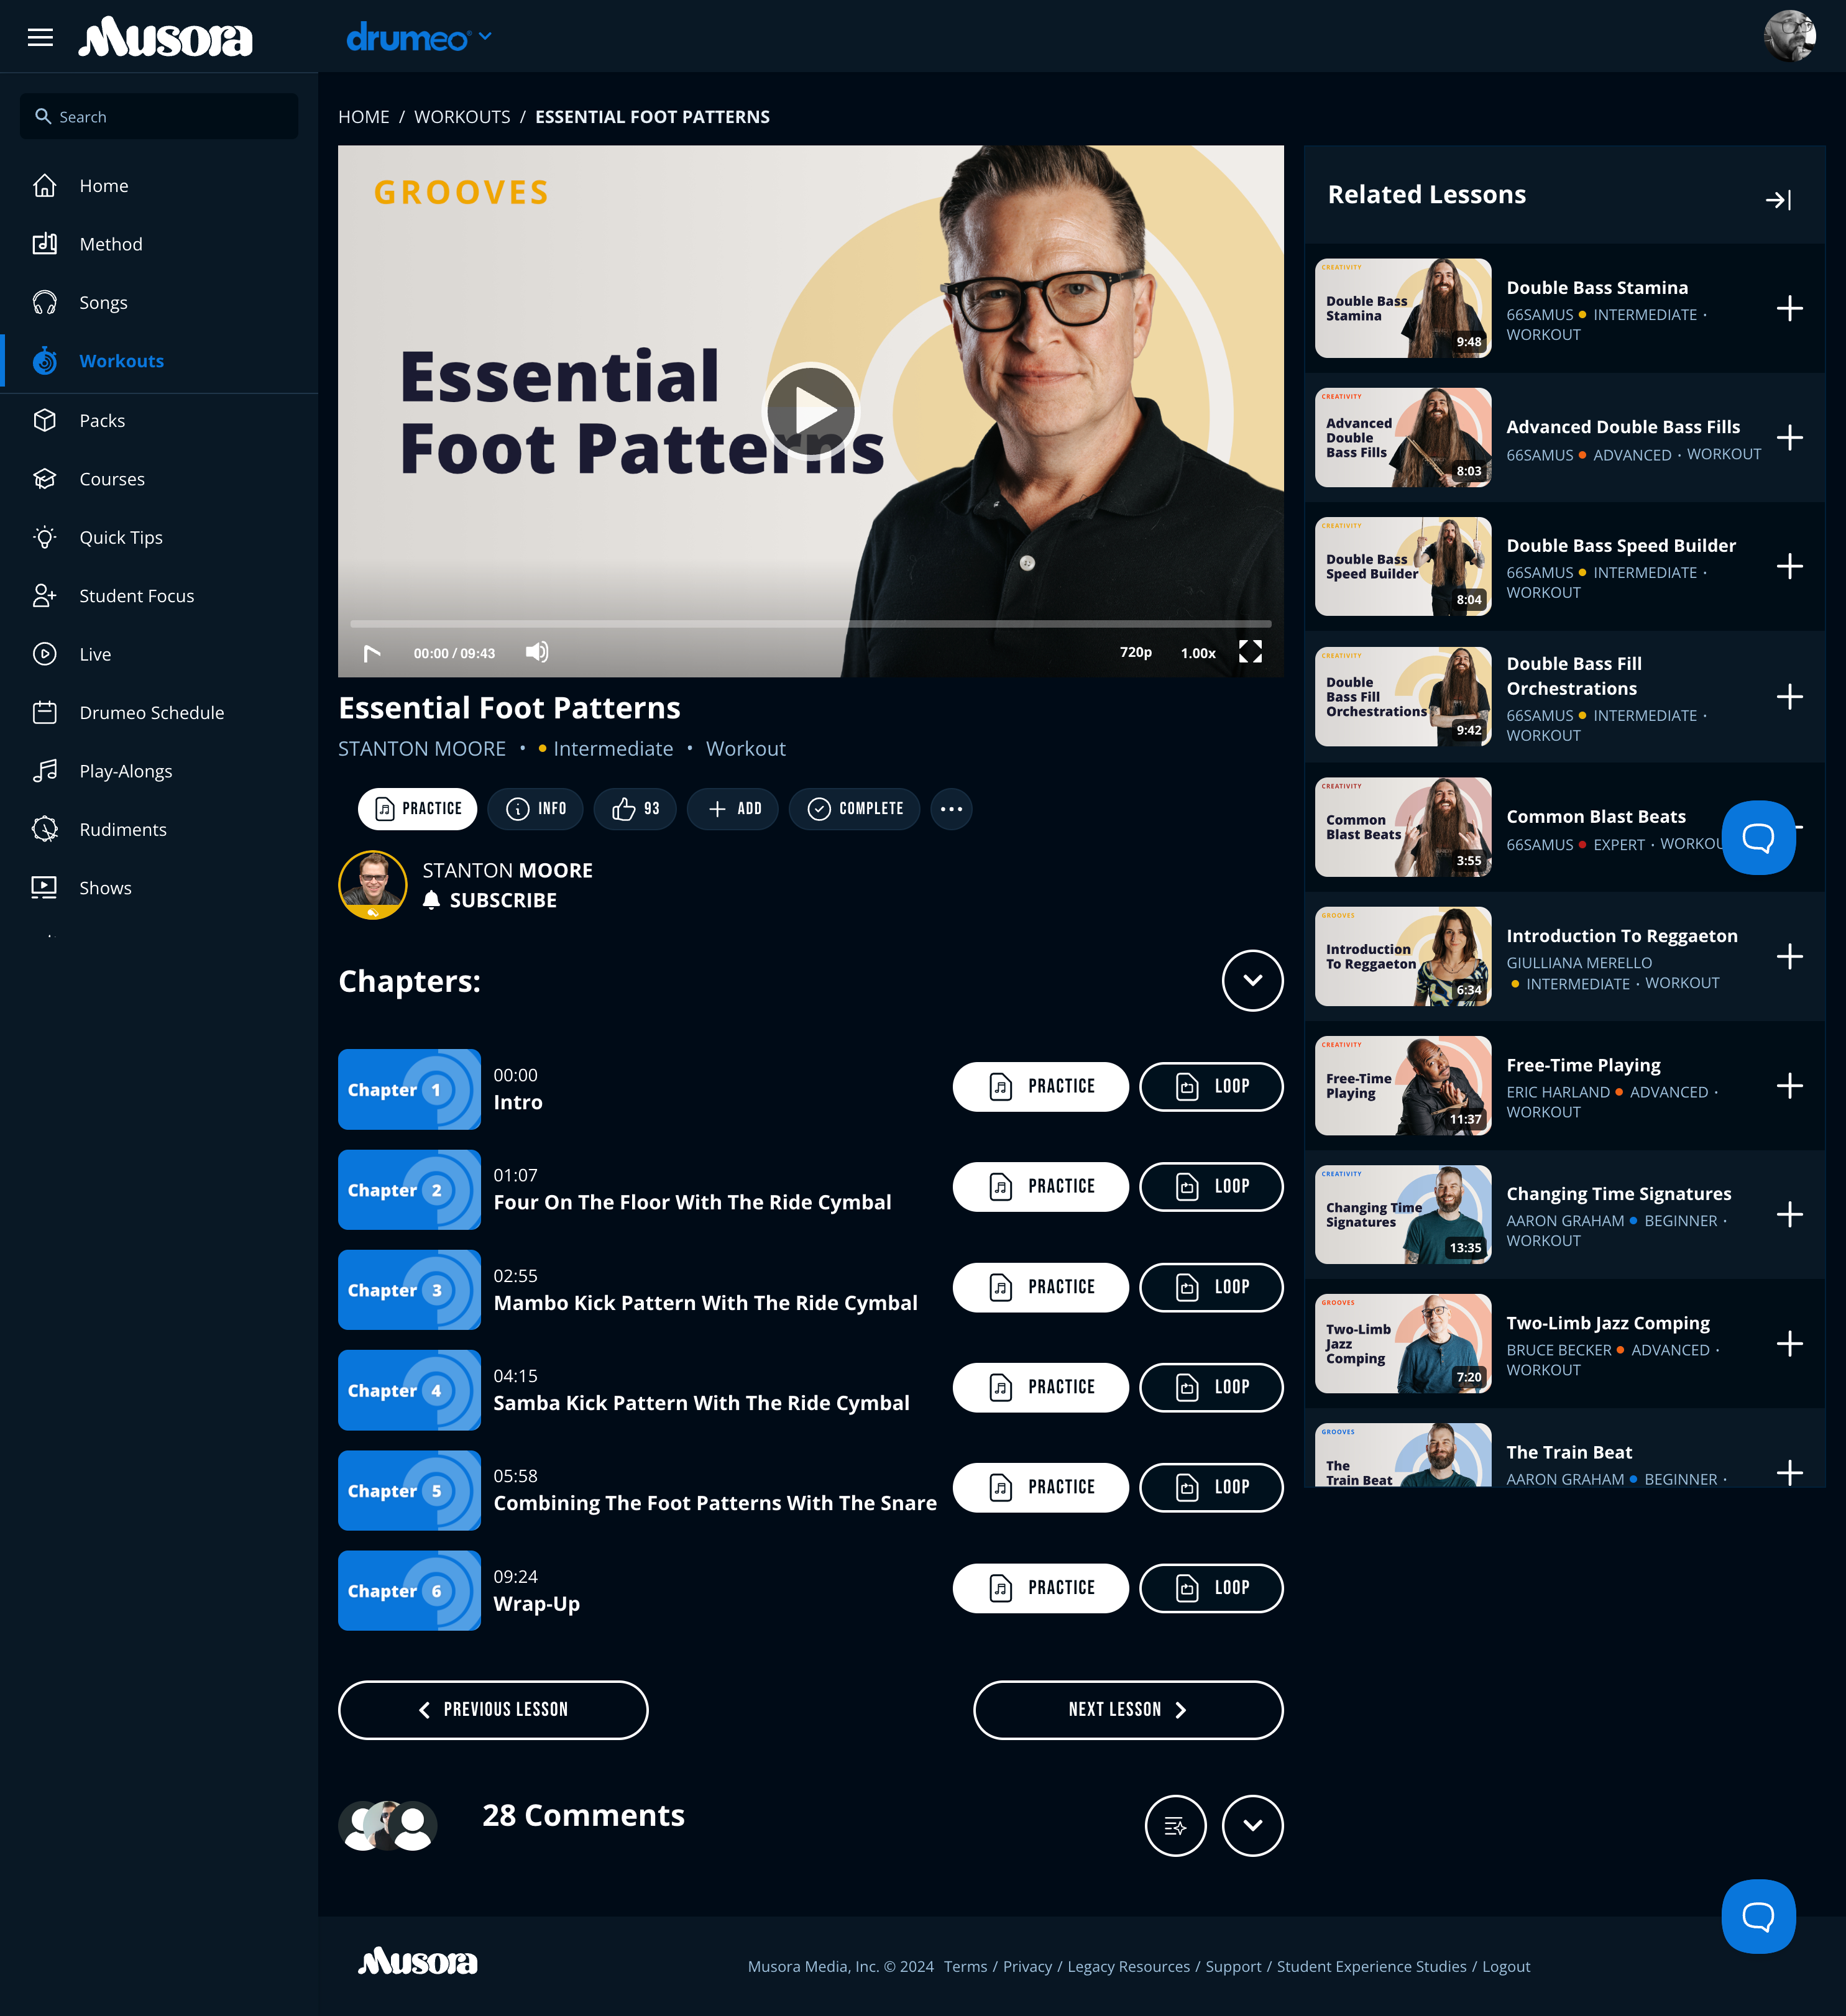 Musora
drumeo
Search
Home
Method
Songs
Workouts
Packs
Courses
Quick Tips
Student Focus
Live
Drumeo Schedule
Play-Alongs
Rudiments
Shows
HOME / WORKOUTS / ESSENTIAL FOOT PATTERNS
GROOVES
Essential
Foot Patterns
00:00 / 09:43
720p
1.00x
Essential Foot Patterns
STANTON MOORE • Intermediate • Workout
PRACTICE
INFO
93
ADD
COMPLETE
STANTON MOORE
SUBSCRIBE
Chapters:
Chapter 1
00:00
Intro
PRACTICE
LOOP
Chapter 2
01:07
Four On The Floor With The Ride Cymbal
PRACTICE
LOOP
Chapter 3
02:55
Mambo Kick Pattern With The Ride Cymbal
PRACTICE
LOOP
Chapter 4
04:15
Samba Kick Pattern With The Ride Cymbal
PRACTICE
LOOP
Chapter 5
05:58
Combining The Foot Patterns With The Snare
PRACTICE
LOOP
Chapter 6
09:24
Wrap-Up
PRACTICE
LOOP
PREVIOUS LESSON
NEXT LESSON
28 Comments
Related Lessons
CREATIVITY
Double Bass
Stamina
9:48
Double Bass Stamina
66SAMUS • INTERMEDIATE ·
WORKOUT
CREATIVITY
Advanced
Double
Bass Fills
8:03
Advanced Double Bass Fills
66SAMUS • ADVANCED · WORKOUT
CREATIVITY
Double Bass
Speed Builder
8:04
Double Bass Speed Builder
66SAMUS • INTERMEDIATE ·
WORKOUT
CREATIVITY
Double
Bass Fill
Orchestrations
9:42
Double Bass Fill
Orchestrations
66SAMUS • INTERMEDIATE ·
WORKOUT
CREATIVITY
Common
Blast Beats
3:55
Common Blast Beats
66SAMUS • EXPERT · WORKOU
GROOVES
Introduction
To Reggaeton
6:34
Introduction To Reggaeton
GIULLIANA MERELLO
• INTERMEDIATE · WORKOUT
CREATIVITY
Free-Time
Playing
11:37
Free-Time Playing
ERIC HARLAND • ADVANCED ·
WORKOUT
CREATIVITY
Changing Time
Signatures
13:35
Changing Time Signatures
AARON GRAHAM • BEGINNER ·
WORKOUT
GROOVES
Two-Limb
Jazz
Comping
7:20
Two-Limb Jazz Comping
BRUCE BECKER • ADVANCED ·
WORKOUT
GROOVES
The
Train Beat
The Train Beat
AARON GRAHAM • BEGINNER ·
Musora
Musora Media, Inc. © 2024 Terms / Privacy / Legacy Resources / Support / Student Experience Studies / Logout